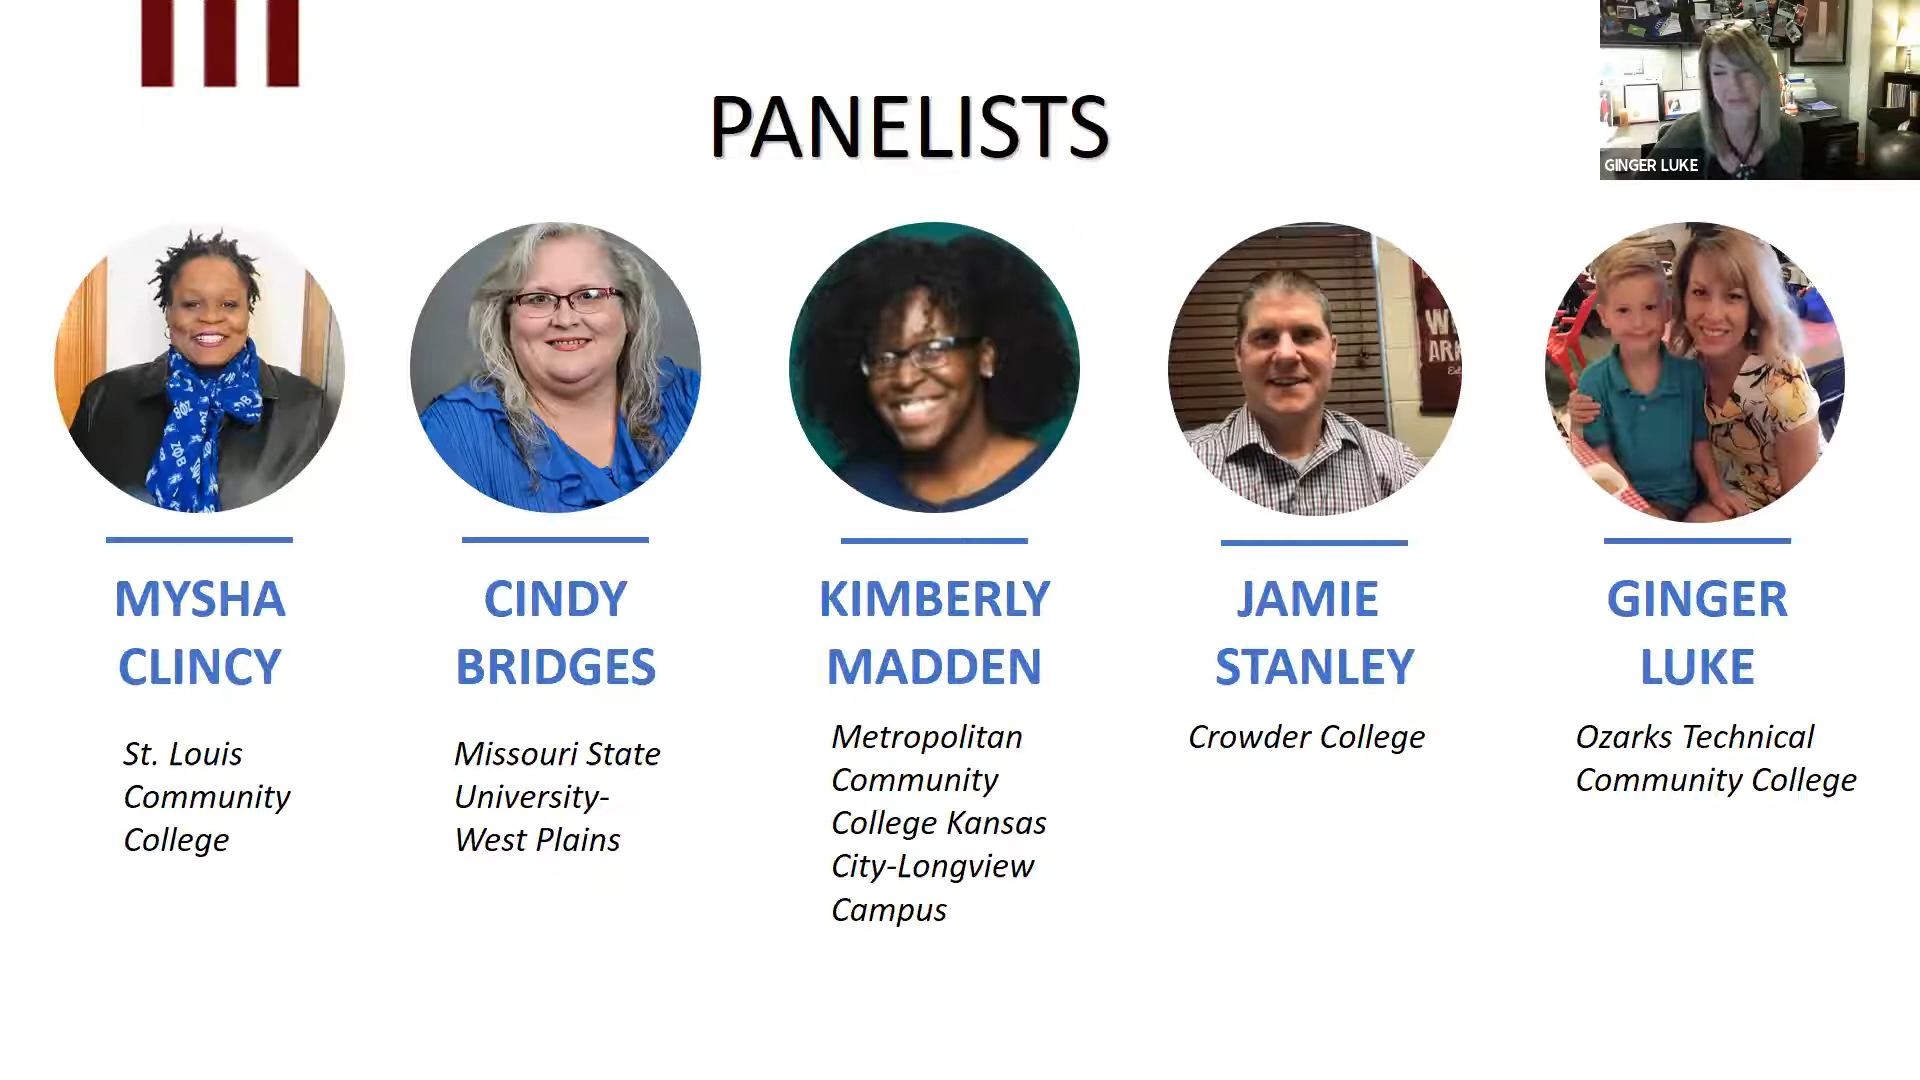 PANELISTS
GINGER LUKE
MYSHA
CLINCY
St. Louis
Community
College
CINDY
BRIDGES
Missouri State
University-
West Plains
KIMBERLY
MADDEN
Metropolitan
Community
College Kansas
City-Longview
Campus
JAMIE
STANLEY
Crowder College
GINGER
LUKE
Ozarks Technical
Community College